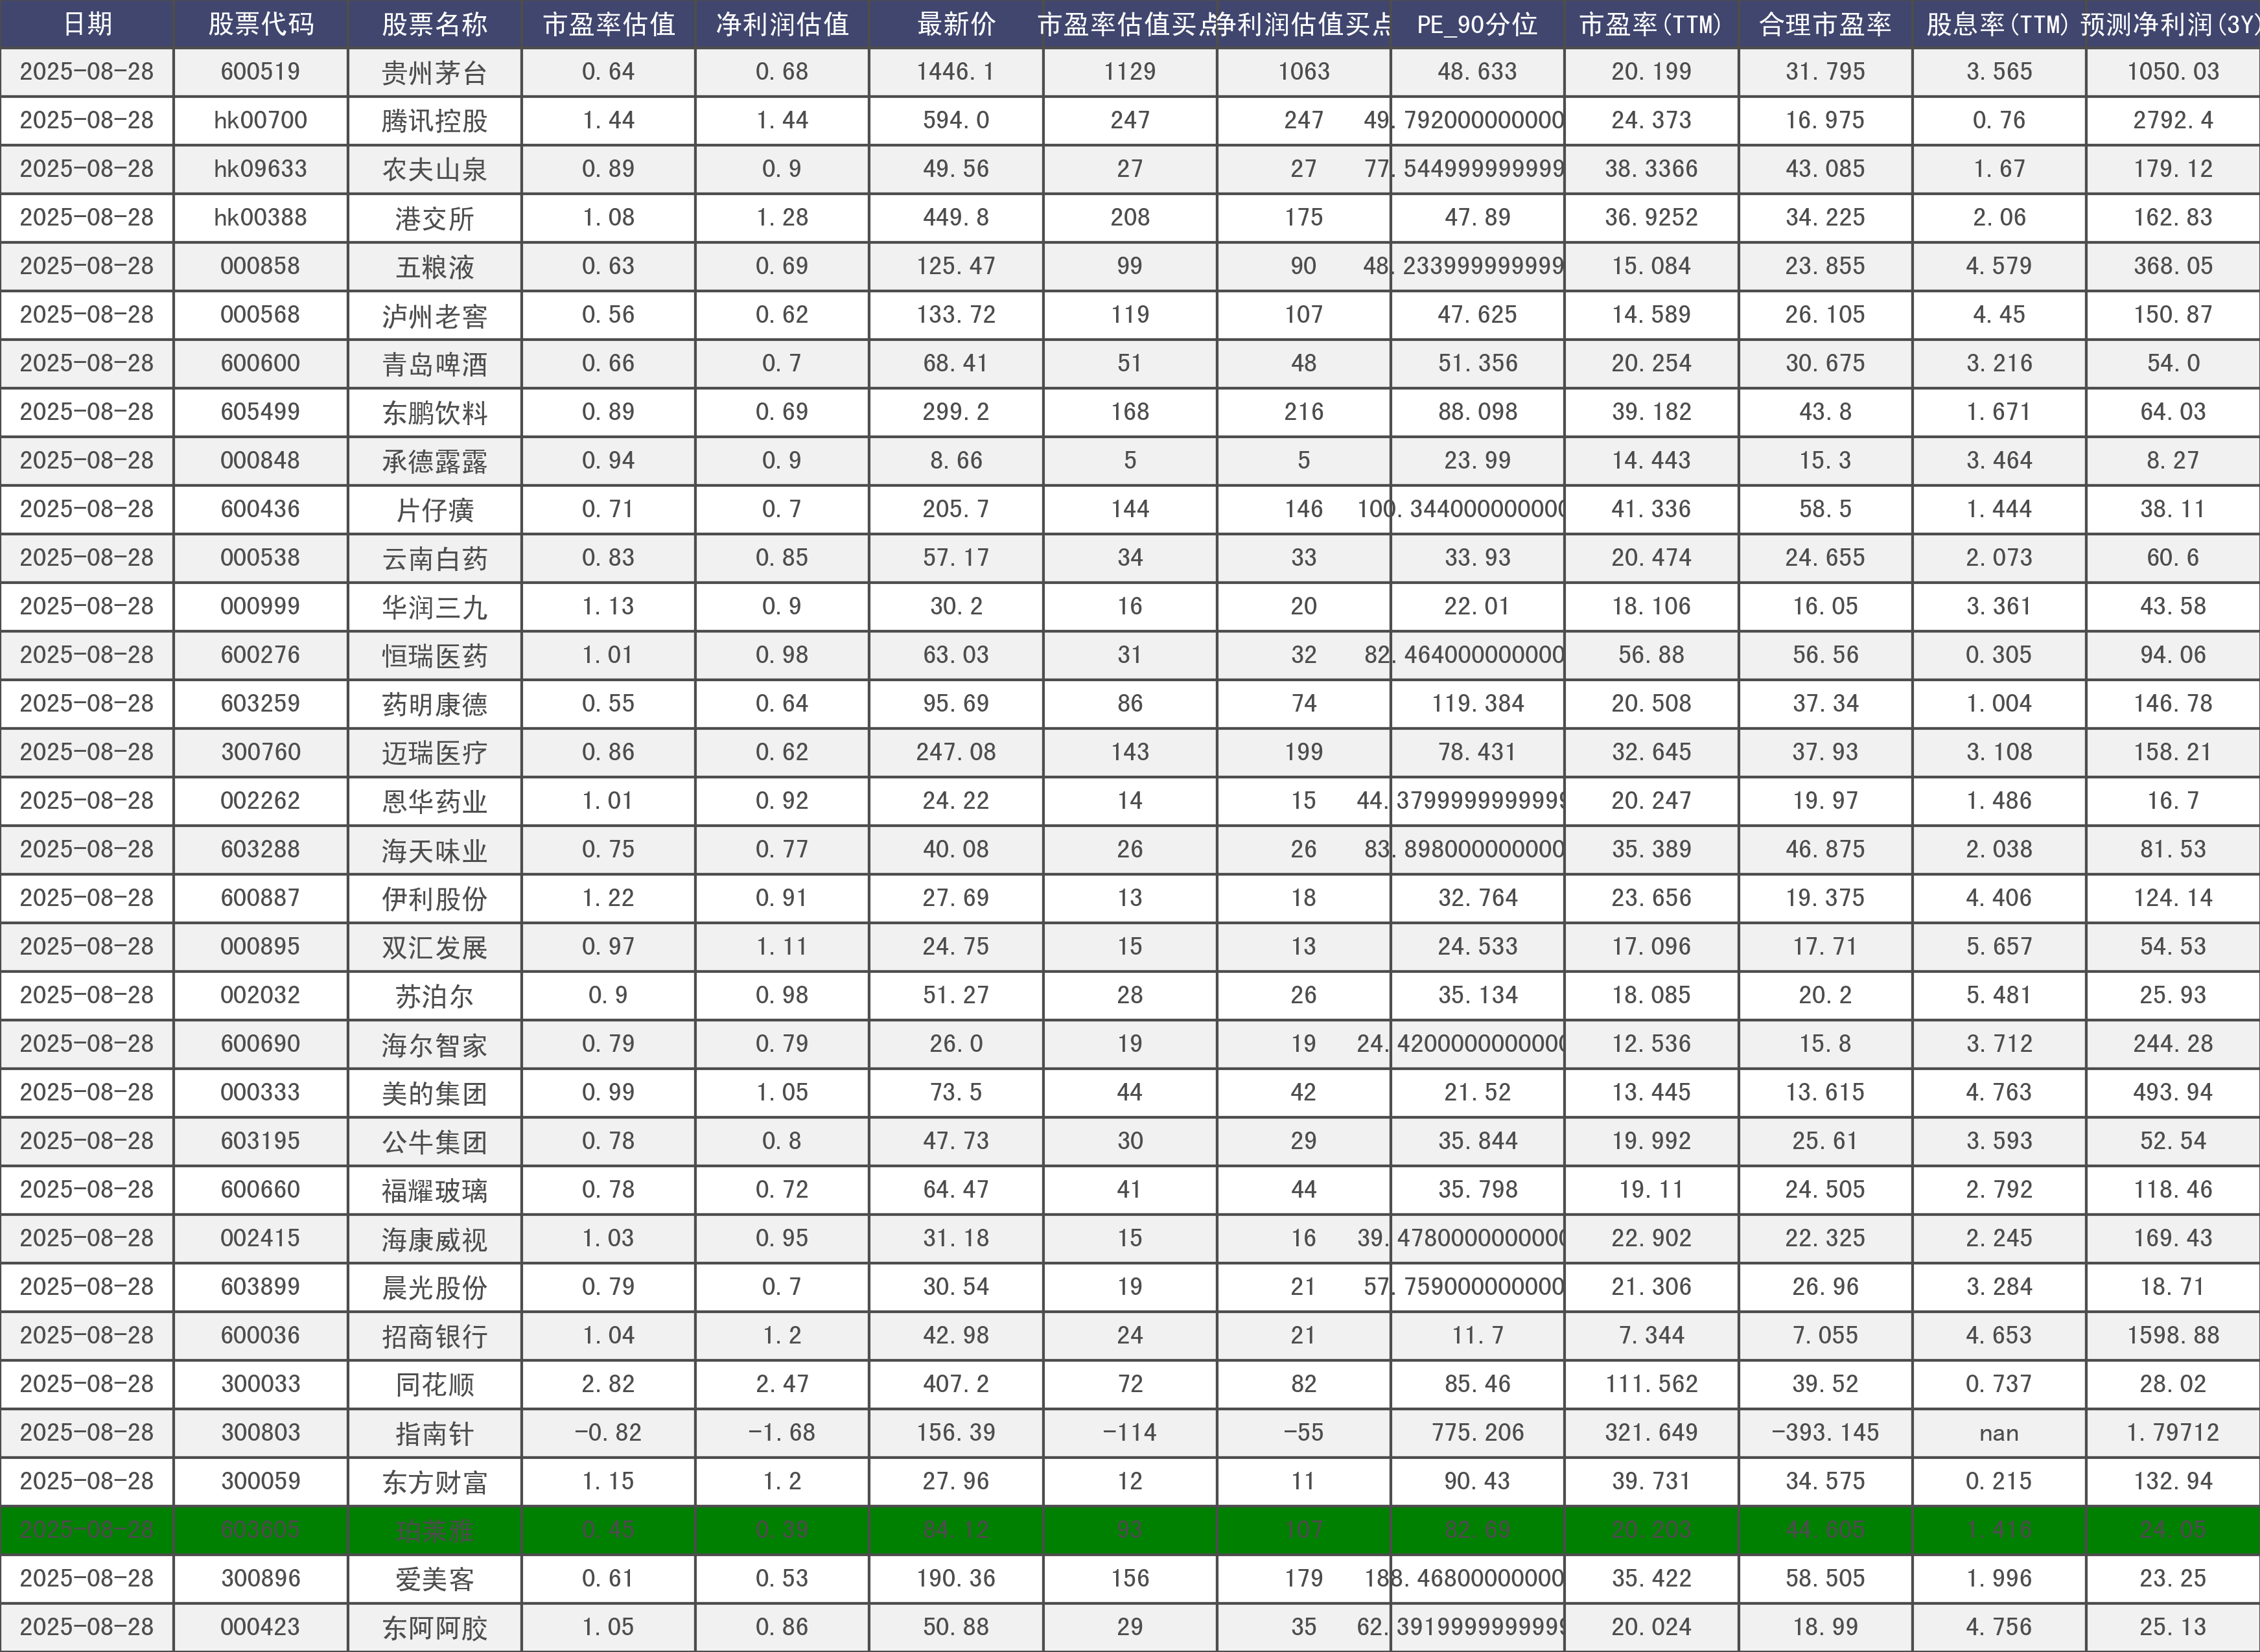 日期 股票代码 股票名称 市盈率估值 净利润估值 最新价 市盈率估值买点 净利润估值买点 PE_90分位 市盈率(TTM) 合理市盈率 股息率(TTM) 预测净利润(3Y)
2025-08-28 600519 贵州茅台 0.64 0.68 1446.1 1129 1063 48.633 20.199 31.795 3.565 1050.03
2025-08-28 hk00700 腾讯控股 1.44 1.44 594.0 247 247 49.792000000000 24.373 16.975 0.76 2792.4
2025-08-28 hk09633 农夫山泉 0.89 0.9 49.56 27 27 77.544999999999 38.3366 43.085 1.67 179.12
2025-08-28 hk00388 港交所 1.08 1.28 449.8 208 175 47.89 36.9252 34.225 2.06 162.83
2025-08-28 000858 五粮液 0.63 0.69 125.47 99 90 48.233999999999 15.084 23.855 4.579 368.05
2025-08-28 000568 泸州老窖 0.56 0.62 133.72 119 107 47.625 14.589 26.105 4.45 150.87
2025-08-28 600600 青岛啤酒 0.66 0.7 68.41 51 48 51.356 20.254 30.675 3.216 54.0
2025-08-28 605499 东鹏饮料 0.89 0.69 299.2 168 216 88.098 39.182 43.8 1.671 64.03
2025-08-28 000848 承德露露 0.94 0.9 8.66 5 5 23.99 14.443 15.3 3.464 8.27
2025-08-28 600436 片仔癀 0.71 0.7 205.7 144 146 100.344000000000 41.336 58.5 1.444 38.11
2025-08-28 000538 云南白药 0.83 0.85 57.17 34 33 33.93 20.474 24.655 2.073 60.6
2025-08-28 000999 华润三九 1.13 0.9 30.2 16 20 22.01 18.106 16.05 3.361 43.58
2025-08-28 600276 恒瑞医药 1.01 0.98 63.03 31 32 82.464000000000 56.88 56.56 0.305 94.06
2025-08-28 603259 药明康德 0.55 0.64 95.69 86 74 119.384 20.508 37.34 1.004 146.78
2025-08-28 300760 迈瑞医疗 0.86 0.62 247.08 143 199 78.431 32.645 37.93 3.108 158.21
2025-08-28 002262 恩华药业 1.01 0.92 24.22 14 15 44.3799999999999 20.247 19.97 1.486 16.7
2025-08-28 603288 海天味业 0.75 0.77 40.08 26 26 83.898000000000 35.389 46.875 2.038 81.53
2025-08-28 600887 伊利股份 1.22 0.91 27.69 13 18 32.764 23.656 19.375 4.406 124.14
2025-08-28 000895 双汇发展 0.97 1.11 24.75 15 13 24.533 17.096 17.71 5.657 54.53
2025-08-28 002032 苏泊尔 0.9 0.98 51.27 28 26 35.134 18.085 20.2 5.481 25.93
2025-08-28 600690 海尔智家 0.79 0.79 26.0 19 19 24.4200000000000 12.536 15.8 3.712 244.28
2025-08-28 000333 美的集团 0.99 1.05 73.5 44 42 21.52 13.445 13.615 4.763 493.94
2025-08-28 603195 公牛集团 0.78 0.8 47.73 30 29 35.844 19.992 25.61 3.593 52.54
2025-08-28 600660 福耀玻璃 0.78 0.72 64.47 41 44 35.798 19.11 24.505 2.792 118.46
2025-08-28 002415 海康威视 1.03 0.95 31.18 15 16 39.4780000000000 22.902 22.325 2.245 169.43
2025-08-28 603899 晨光股份 0.79 0.7 30.54 19 21 57.759000000000 21.306 26.96 3.284 18.71
2025-08-28 600036 招商银行 1.04 1.2 42.98 24 21 11.7 7.344 7.055 4.653 1598.88
2025-08-28 300033 同花顺 2.82 2.47 407.2 72 82 85.46 111.562 39.52 0.737 28.02
2025-08-28 300803 指南针 -0.82 -1.68 156.39 -114 -55 775.206 321.649 -393.145 nan 1.79712
2025-08-28 300059 东方财富 1.15 1.2 27.96 12 11 90.43 39.731 34.575 0.215 132.94
2025-08-28 603605 珀莱雅 0.45 0.39 84.12 93 107 82.65 20.203 44.605 1.418 24.05
2025-08-28 300896 爱美客 0.61 0.53 190.36 156 179 188.46800000000 35.422 58.505 1.996 23.25
2025-08-28 000423 东阿阿胶 1.05 0.86 50.88 29 35 62.3919999999999 20.024 18.99 4.756 25.13